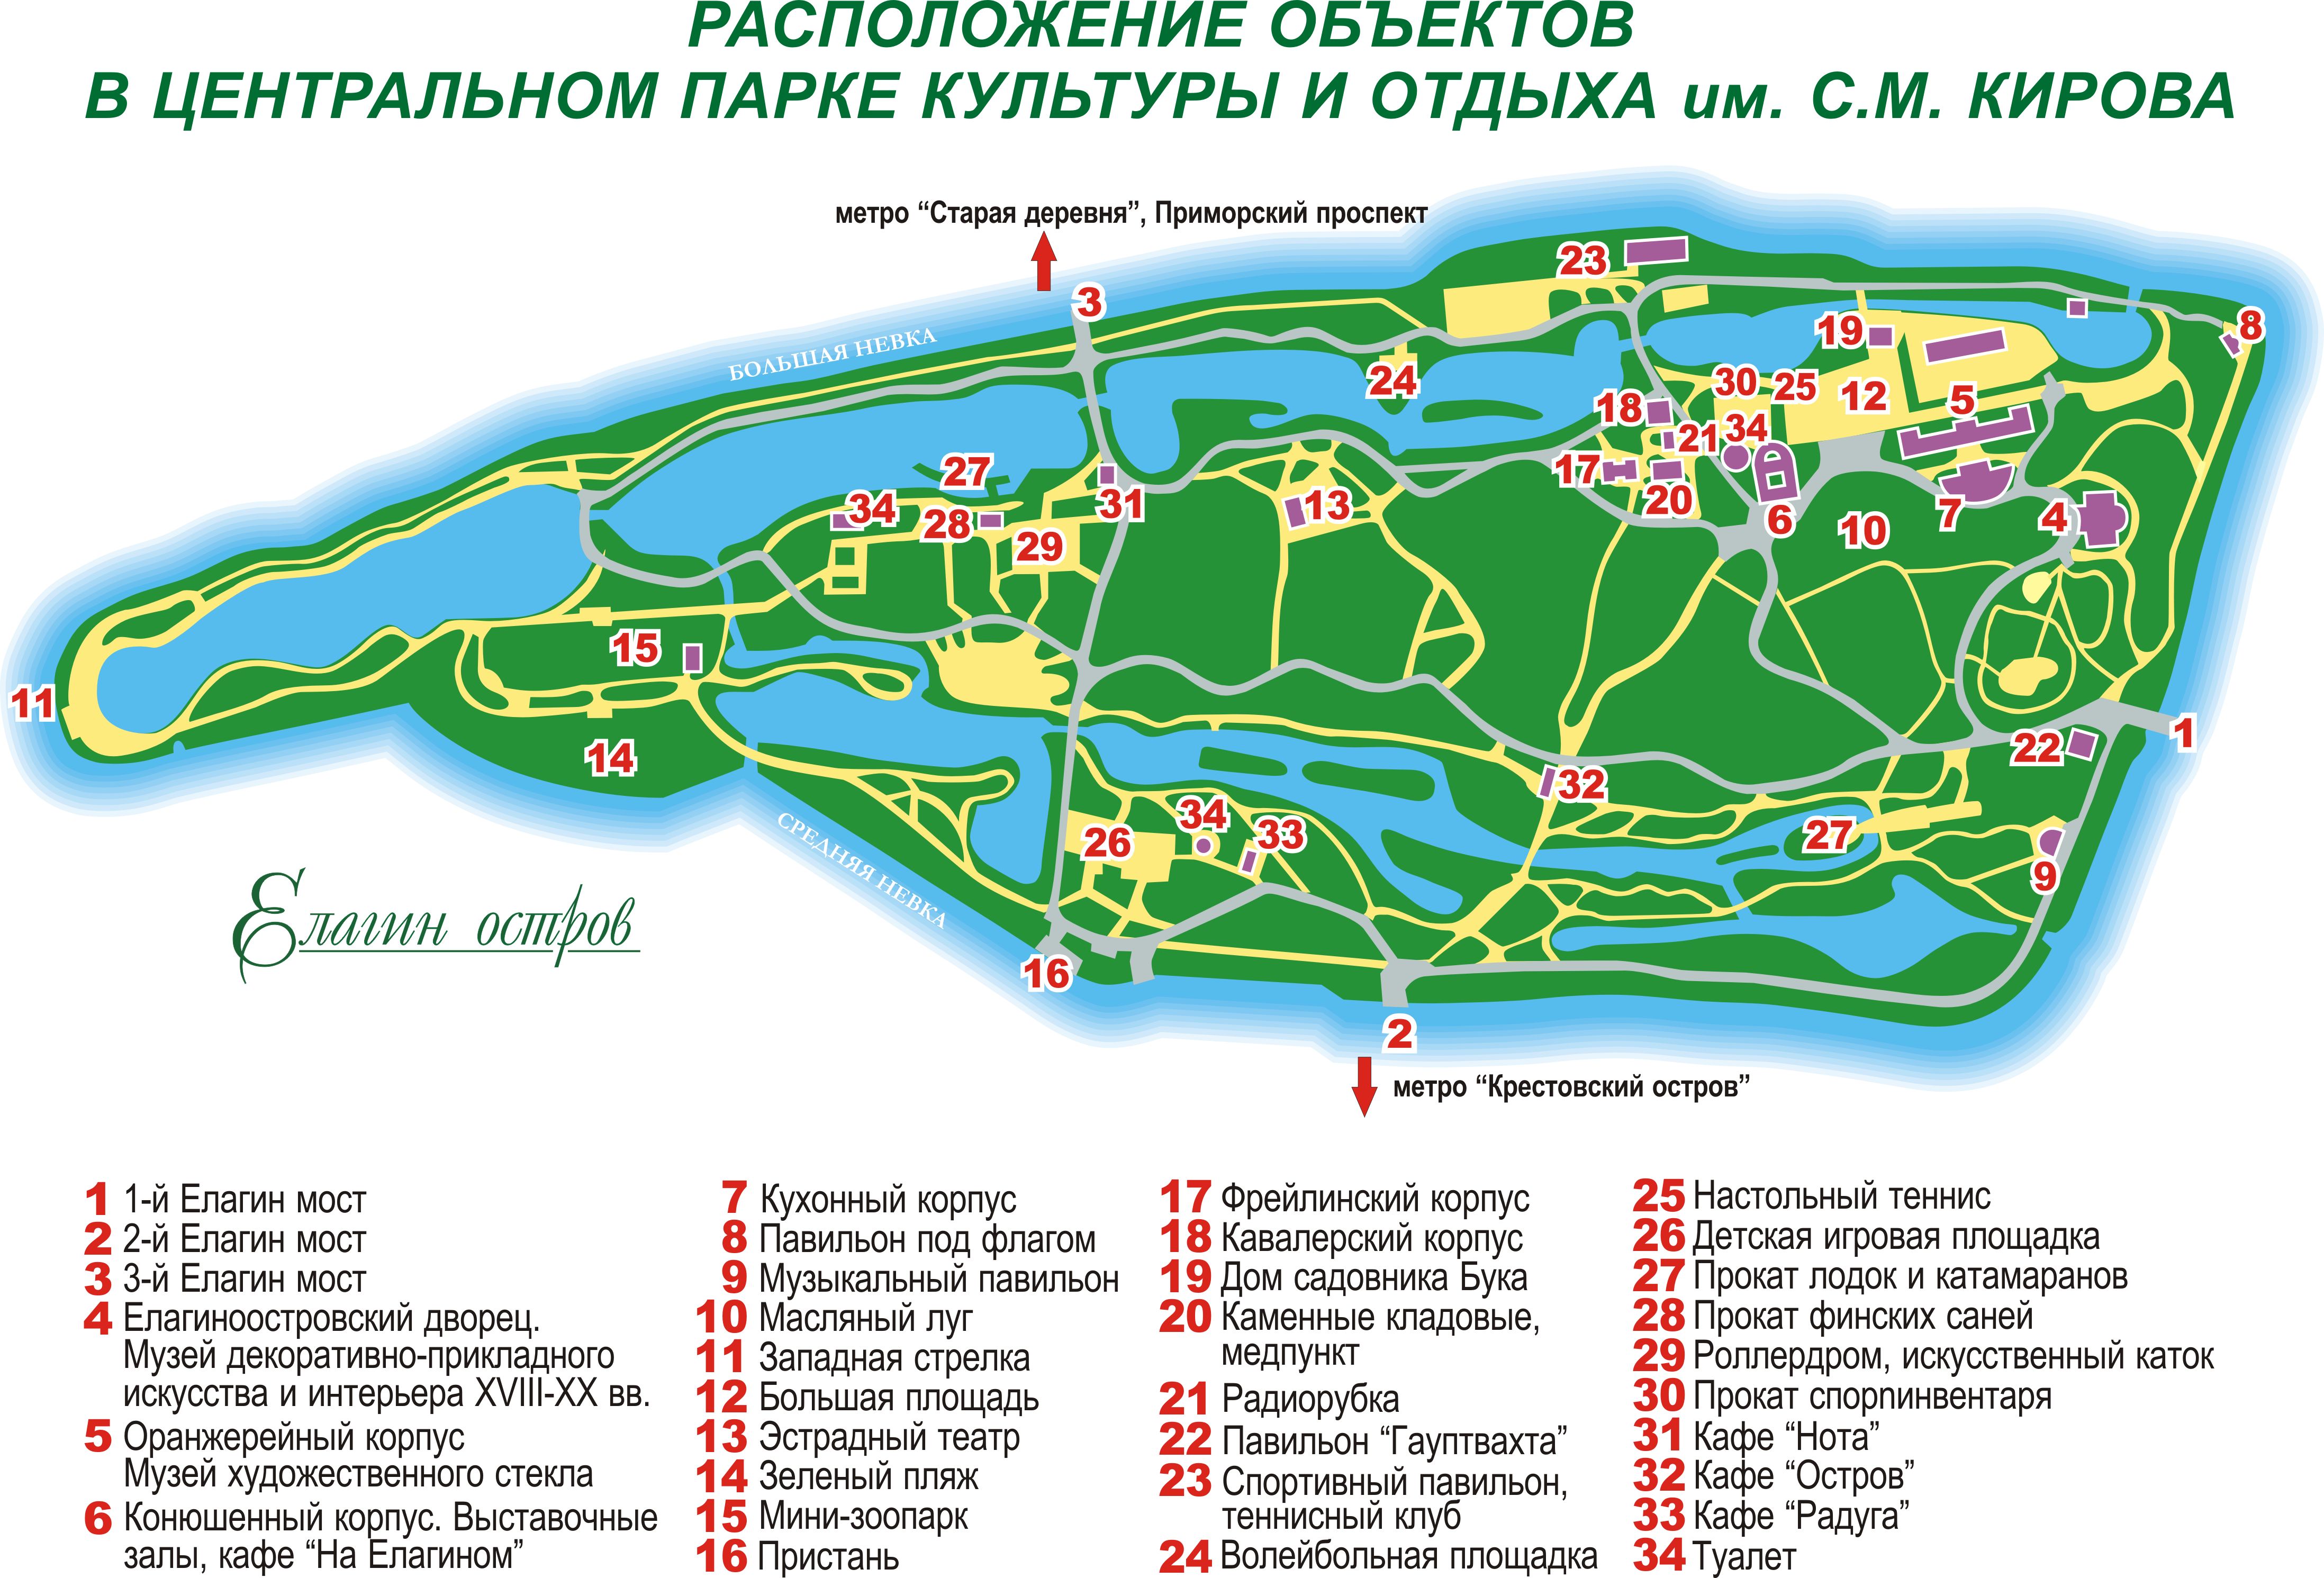 РАСПОЛОЖЕНИЕ ОБЪЕКТОВ
В ЦЕНТРАЛЬНОМ ПАРКЕ КУЛЬТУРЫ И ОТДЫХА им. С.М. КИРОВА
метро “Старая деревня”, Приморский проспект
23
3
8
19
БОЛЬШАЯ НЕВКА
24
30
25
12
5
18
21
34
27
17
34
28
31
13
20
6
10
7
4
29
15
11
14
1
22
32
34
33
26
27
СРЕДНЯЯ НЕВКА
9
Елагин остров
16
2
метро “Крестовский остров”
1 1-й Елагин мост
2 2-й Елагин мост
3 3-й Елагин мост
4 Елагиноостровский дворец.
Музей декоративно-прикладного
искусства и интерьера XVIII-XX вв.
5 Оранжерейный корпус
Музей художественного стекла
6 Конюшенный корпус. Выставочные
залы, кафе “На Елагином”
7 Кухонный корпус
8 Павильон под флагом
9 Музыкальный павильон
10 Масляный луг
11 Западная стрелка
12 Большая площадь
13 Эстрадный театр
14 Зеленый пляж
15 Мини-зоопарк
16 Пристань
17 Фрейлинский корпус
18 Кавалерский корпус
19 Дом садовника Бука
20 Каменные кладовые,
медпункт
21 Радиорубка
22 Павильон “Гауптвахта”
23 Спортивный павильон,
теннисный клуб
24 Волейбольная площадка
25 Настольный теннис
26 Детская игровая площадка
27 Прокат лодок и катамаранов
28 Прокат финских саней
29 Роллердром, искусственный каток
30 Прокат спорпинвентаря
31 Кафе “Нота”
32 Кафе “Остров”
33 Кафе “Радуга”
34 Туалет